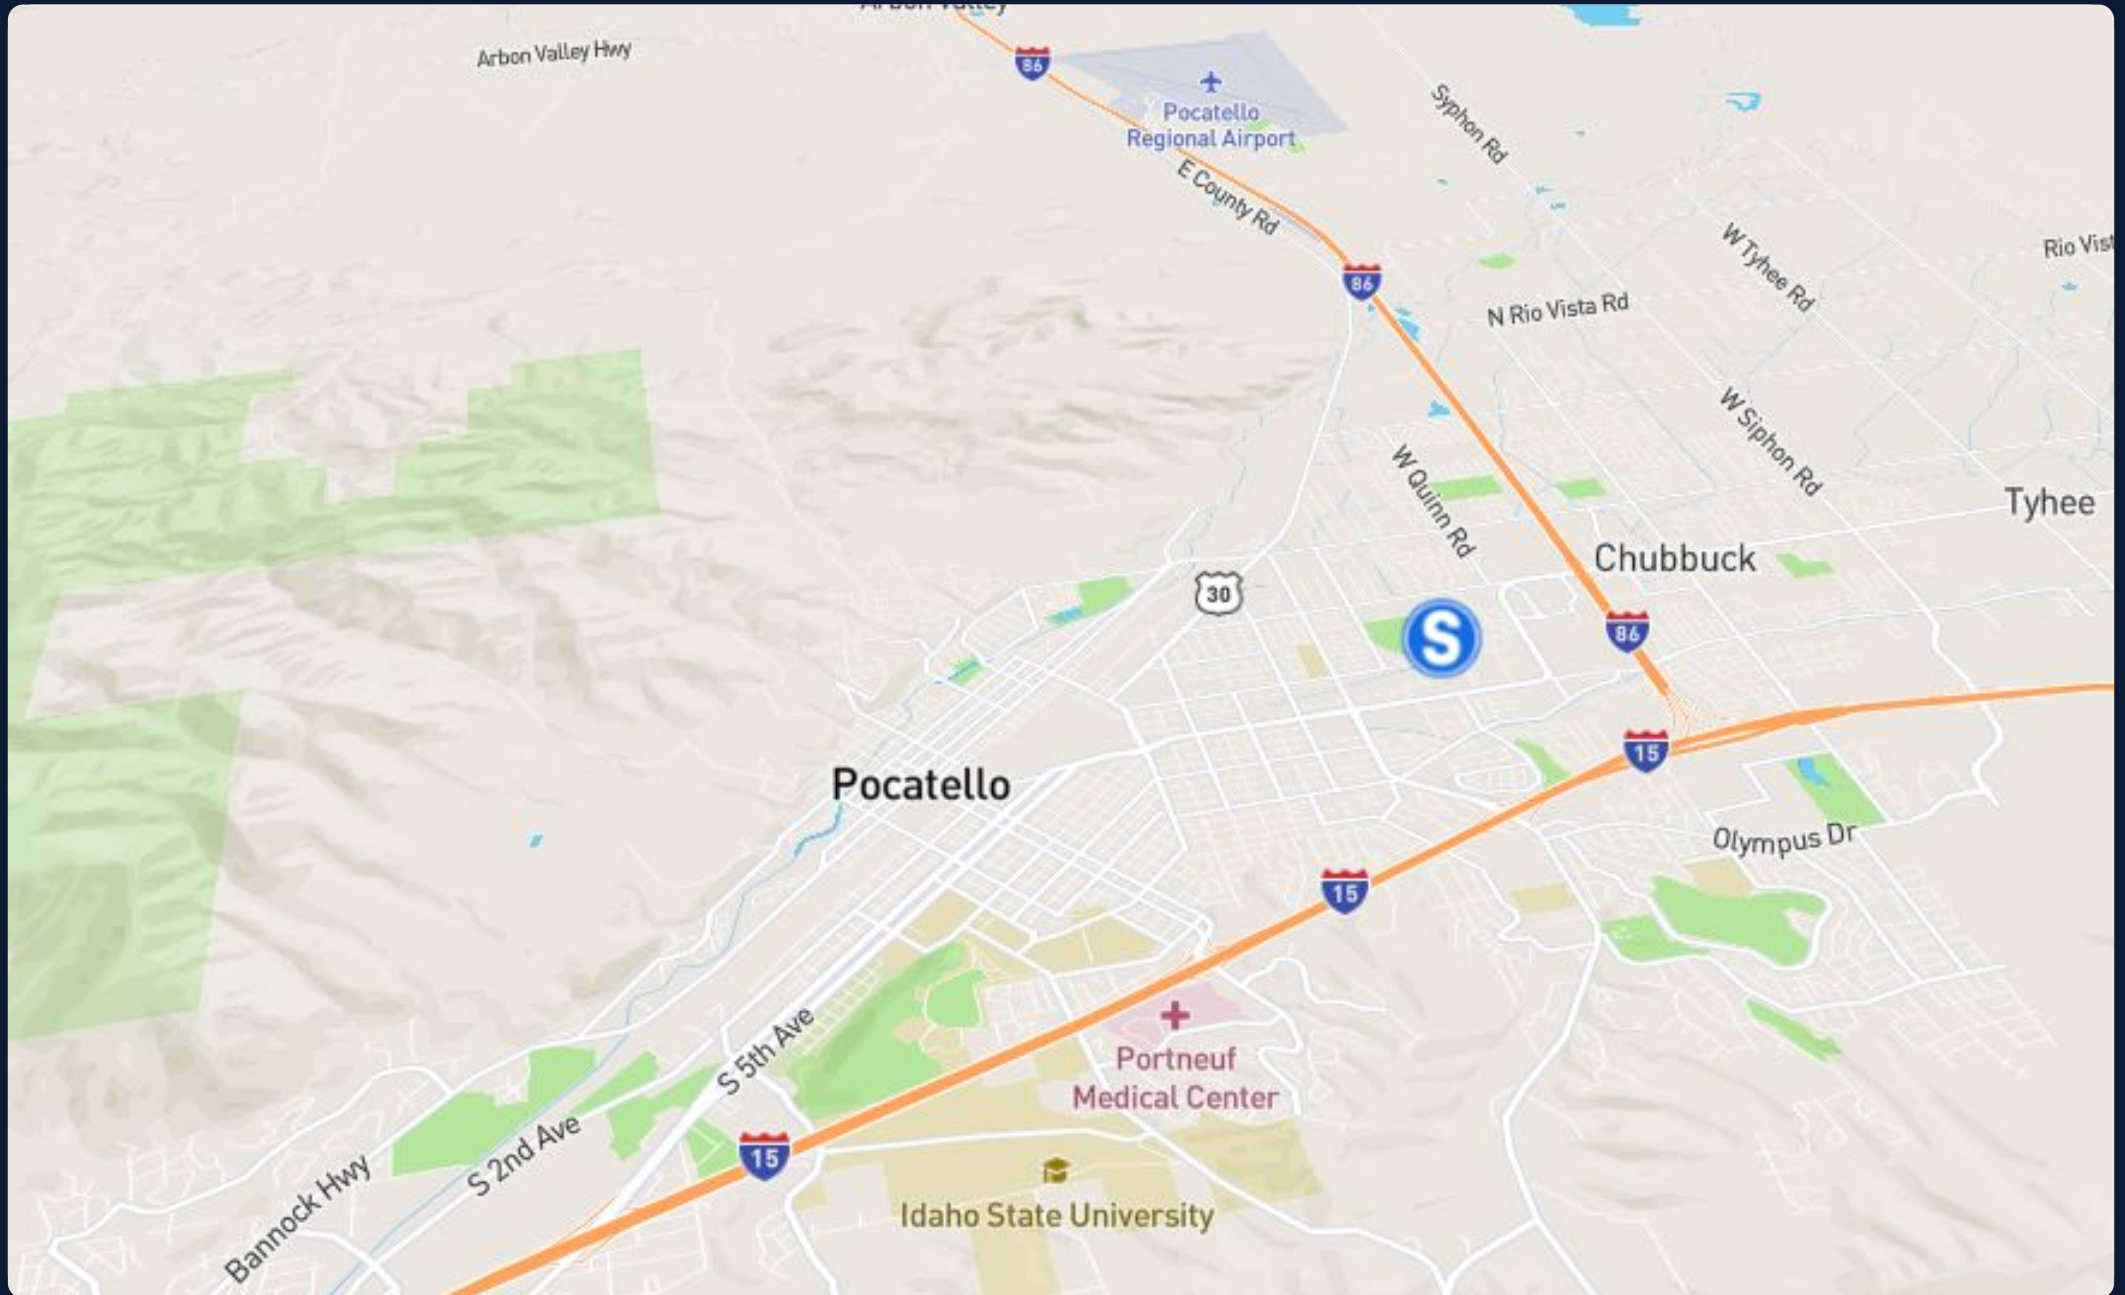 Arbon Valley
Arbon Valley Hwy
86
Pocatello
Regional Airport
Syphon Rd
E County Rd
W Tyhee Rd
Rio Vist
86
N Rio Vista Rd
W Siphon Rd
W Quinn Rd
Tyhee
Chubbuck
30
S
86
15
Pocatello
Olympus Dr
15
S 5th Ave
Portneuf
Medical Center
S 2nd Ave
15
Bannock Hwy
Idaho State University